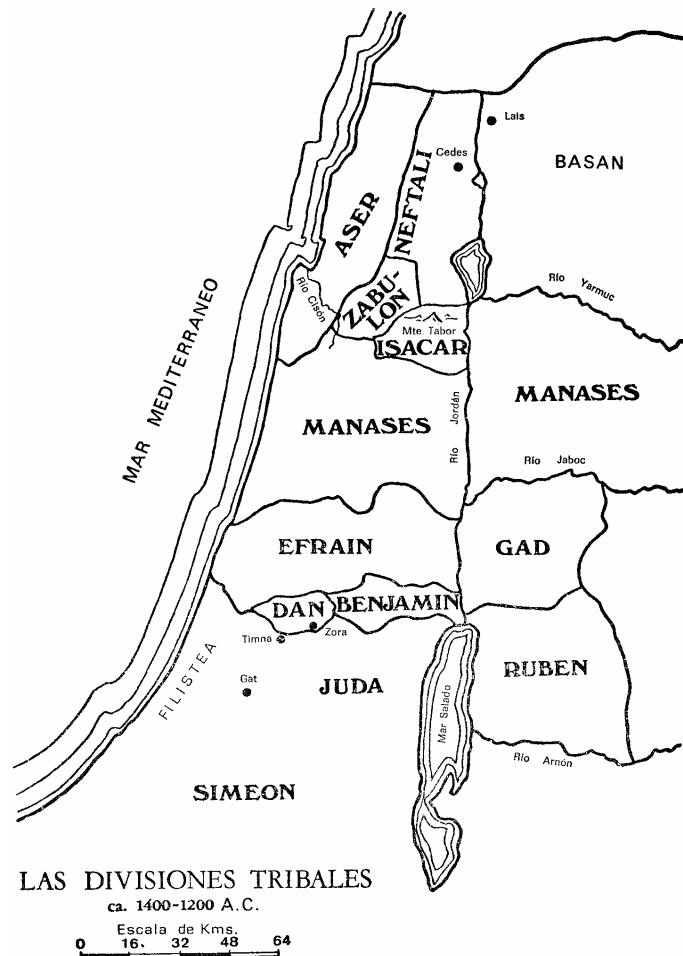 Lais
Cedes
BASAN
NEFTALI
ASER
Río Yarmuc
Río Cisón
ZABU-
LON
Mte. Tabor
ISACAR
MAR MEDITERRANEO
MANASES
Río Jordán
MANASES
Río Jaboc
EFRAIN
GAD
DAN
BENJAMIN
Timna
Zora
FILISTEA
Gat
JUDA
Mar Salado
RUBEN
Río Arnón
SIMEON
LAS DIVISIONES TRIBALES
ca. 1400-1200 A.C.
Escala de Kms.
0 16. 32 48 64